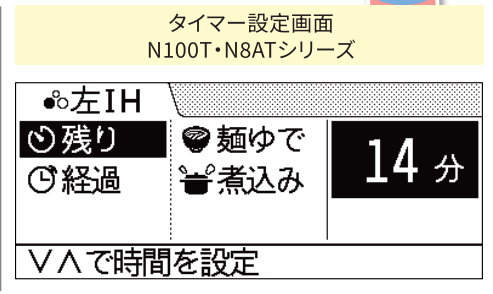 タイマー設定画面
N100T・N8ATシリーズ
左IH
残り
麺ゆで
14 分
経過
煮込み
∨∧で時間を設定